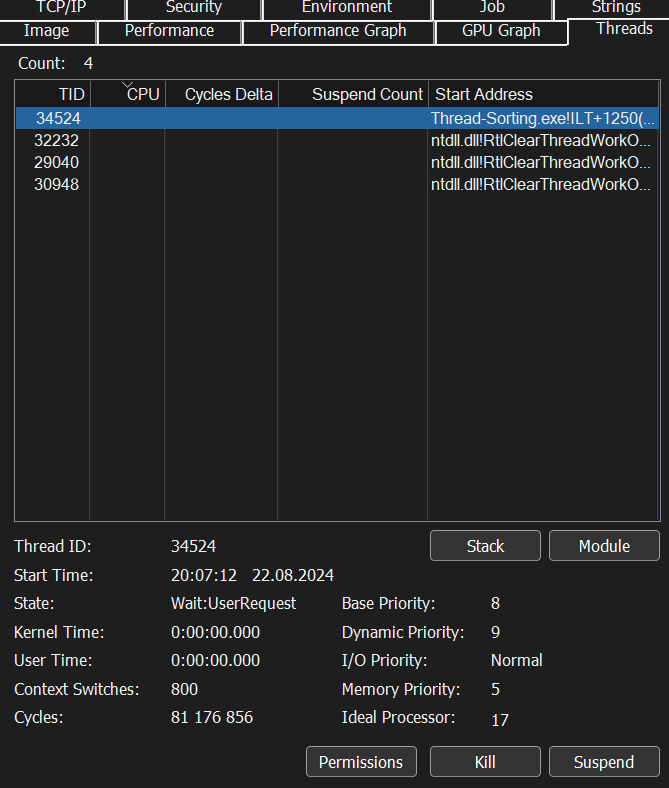 TCP/IP Security Environment Job Strings
Image Performance Performance Graph GPU Graph Threads
Count: 4
TID CPU Cycles Delta Suspend Count Start Address
34524 Thread-Sorting.exe!ILT+1250(...
32232 ntdll.dll!RtlClearThreadWorkO...
29040 ntdll.dll!RtlClearThreadWorkO...
30948 ntdll.dll!RtlClearThreadWorkO...
Thread ID: 34524 Stack Module
Start Time: 20:07:12 22.08.2024
State: Wait:UserRequest Base Priority: 8
Kernel Time: 0:00:00.000 Dynamic Priority: 9
User Time: 0:00:00.000 I/O Priority: Normal
Context Switches: 800 Memory Priority: 5
Cycles: 81 176 856 Ideal Processor: 17
Permissions Kill Suspend